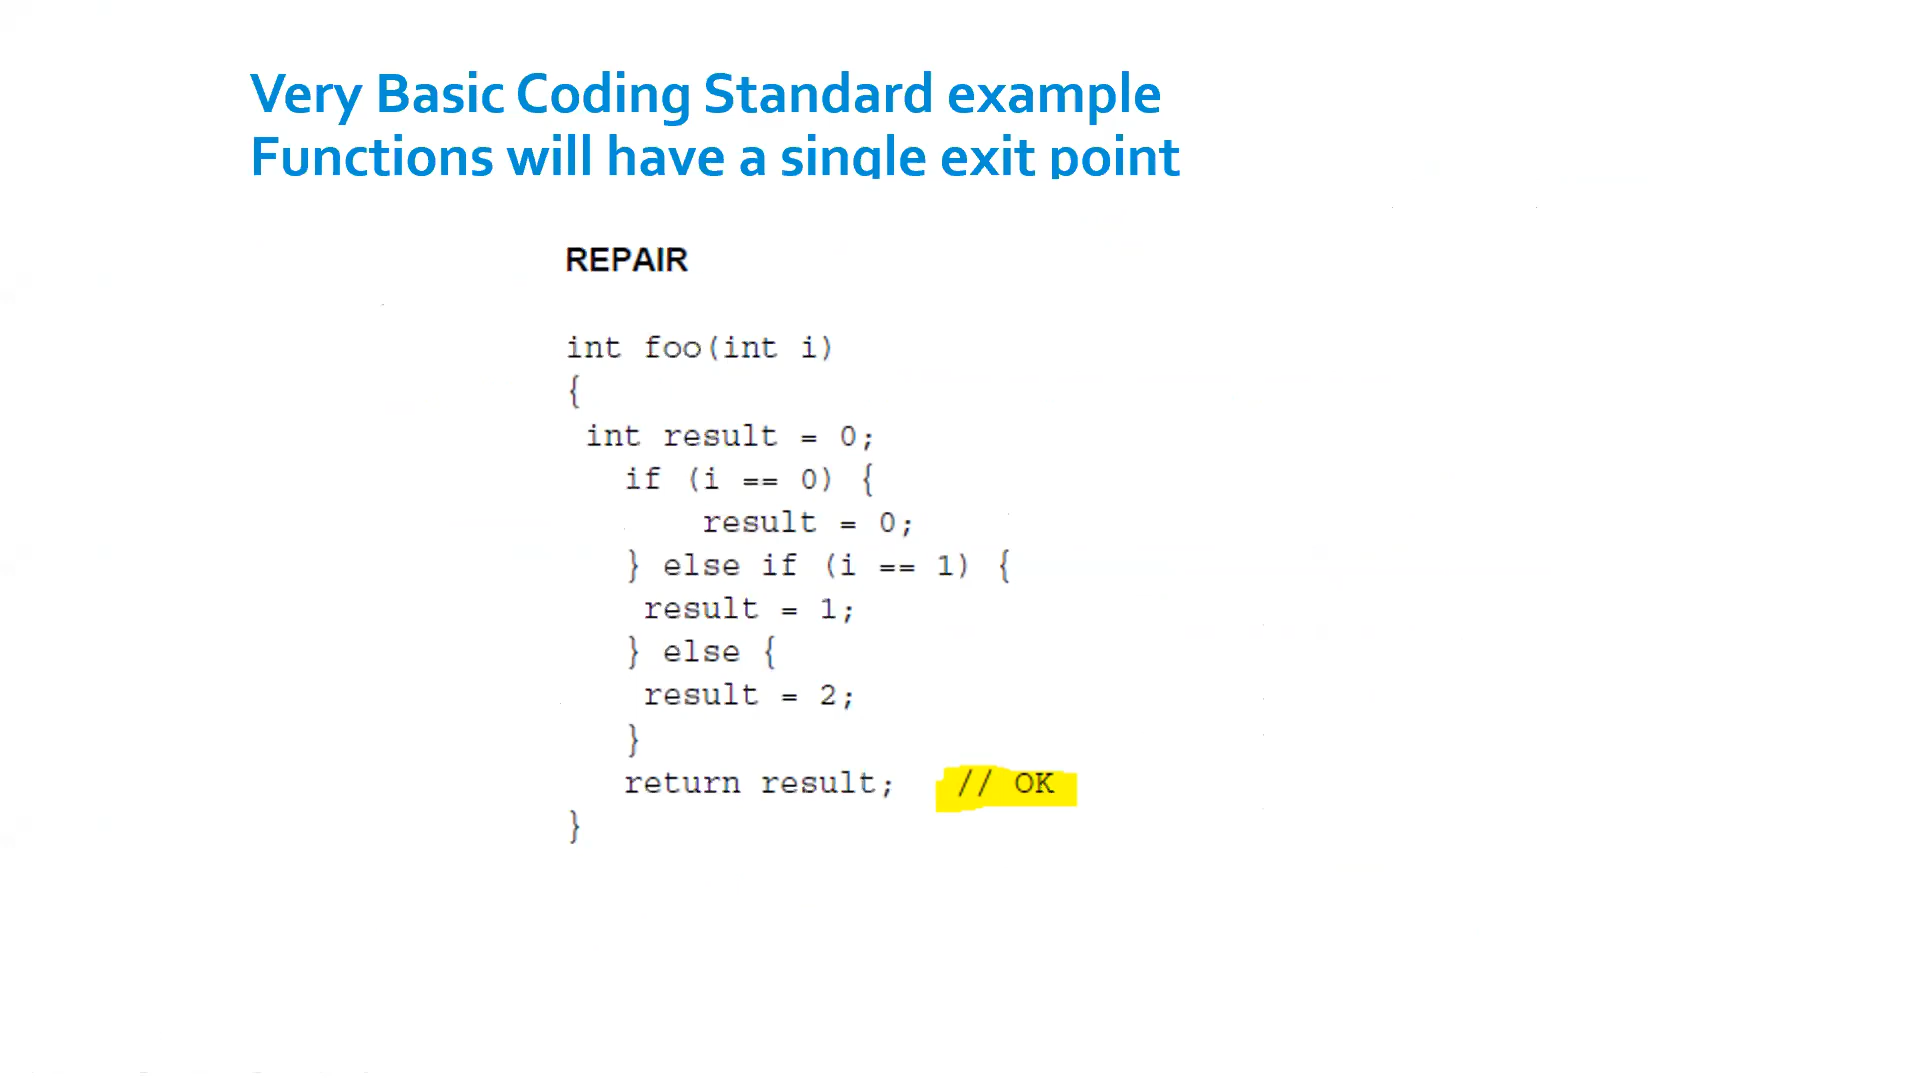 Very Basic Coding Standard example
Functions will have a single exit point
REPAIR
int foo(int i)
{
int result = 0;
if (i == 0) {
result = 0;
} else if (i == 1) {
result = 1;
} else {
result = 2;
}
return result; // OK
}